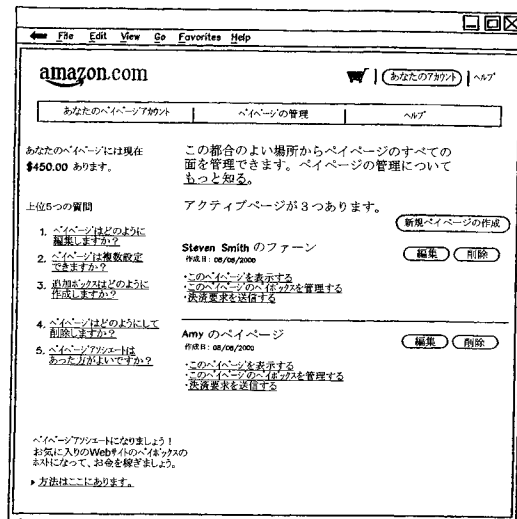 File Edit View Go Favorites Help
amazon.com
あなたのアカウント | ヘルプ
あなたのペイページアカウント | ペイページの管理 | ヘルプ
あなたのペイページには現在
$450.00 あります。
上位5つの質問
1. ペイページはどのように
編集しますか?
2. ペイページは複数設定
できますか?
3. 追加ボックスはどのように
作成しますか?
4. ペイページはどのようにして
削除しますか?
5. ペイページアソシエートは
あった方がよいですか?
ペイページアソシエートになりましょう!
お気に入りのWebサイトのペイボックスの
ホストになって、お金を稼ぎましょう。
方法はここにあります。
この都合のよい場所からペイページのすべての
面を管理できます。ペイページの管理について
もっと知る。
アクティブページが3つあります。
新規ペイページの作成
Steven Smith のファーン
編集 削除
作成日: 08/08/2000
・このペイページを表示する
・このペイページのペイボックスを管理する
・決済要求を送信する
Amy のペイページ
編集 削除
作成日: 08/08/2000
・このペイページを表示する
・このペイページのペイボックスを管理する
・決済要求を送信する